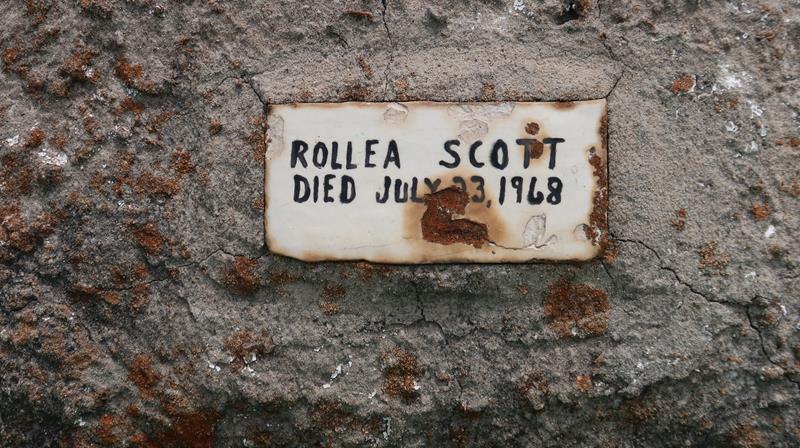 ROLLEA SCOTT
DIED JULY 23, 1968